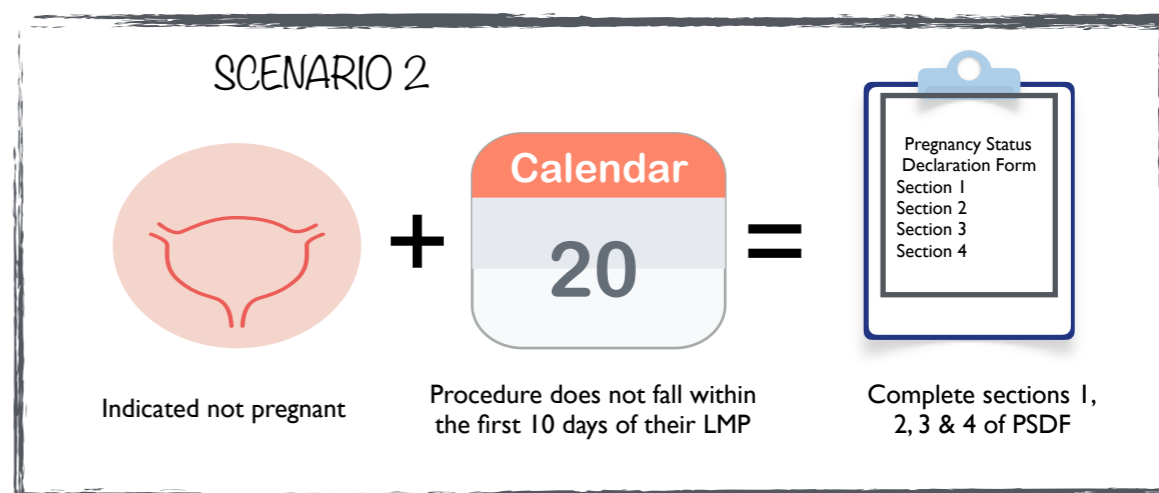 SCENARIO 2
Calendar
20
+
=
Pregnancy Status
Declaration Form
Section 1
Section 2
Section 3
Section 4
Indicated not pregnant
Procedure does not fall within
the first 10 days of their LMP
Complete sections 1,
2, 3 & 4 of PSDF